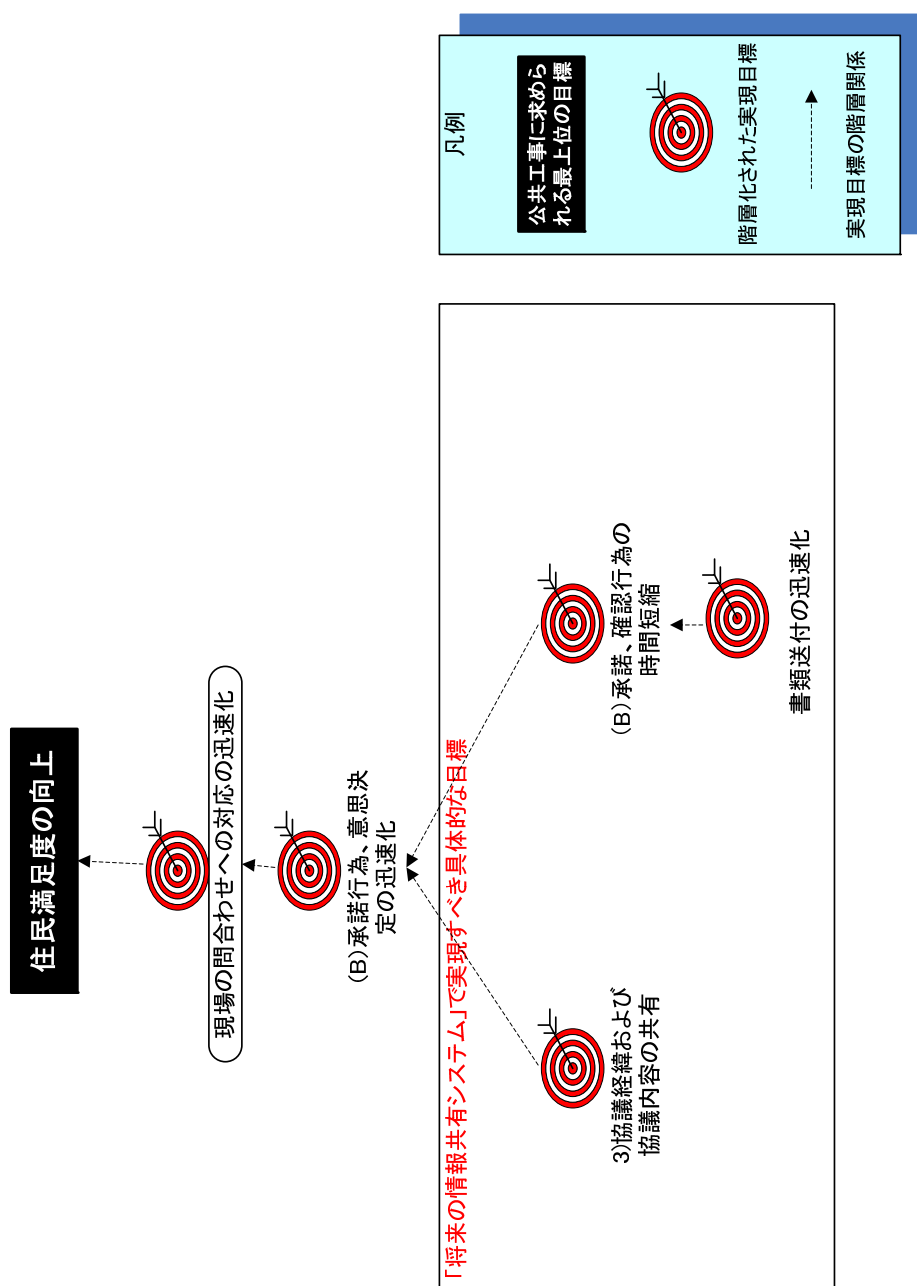 住民満足度の向上
現場の問合わせへの対応の迅速化
(B)承諾行為、意思決
定の迅速化
「将来の情報共有システム」で実現すべき具体的な目標
3)協議経緯および
協議内容の共有
(B)承諾、確認行為の
時間短縮
書類送付の迅速化
凡例
公共工事に求めら
れる最上位の目標
階層化された実現目標
実現目標の階層関係